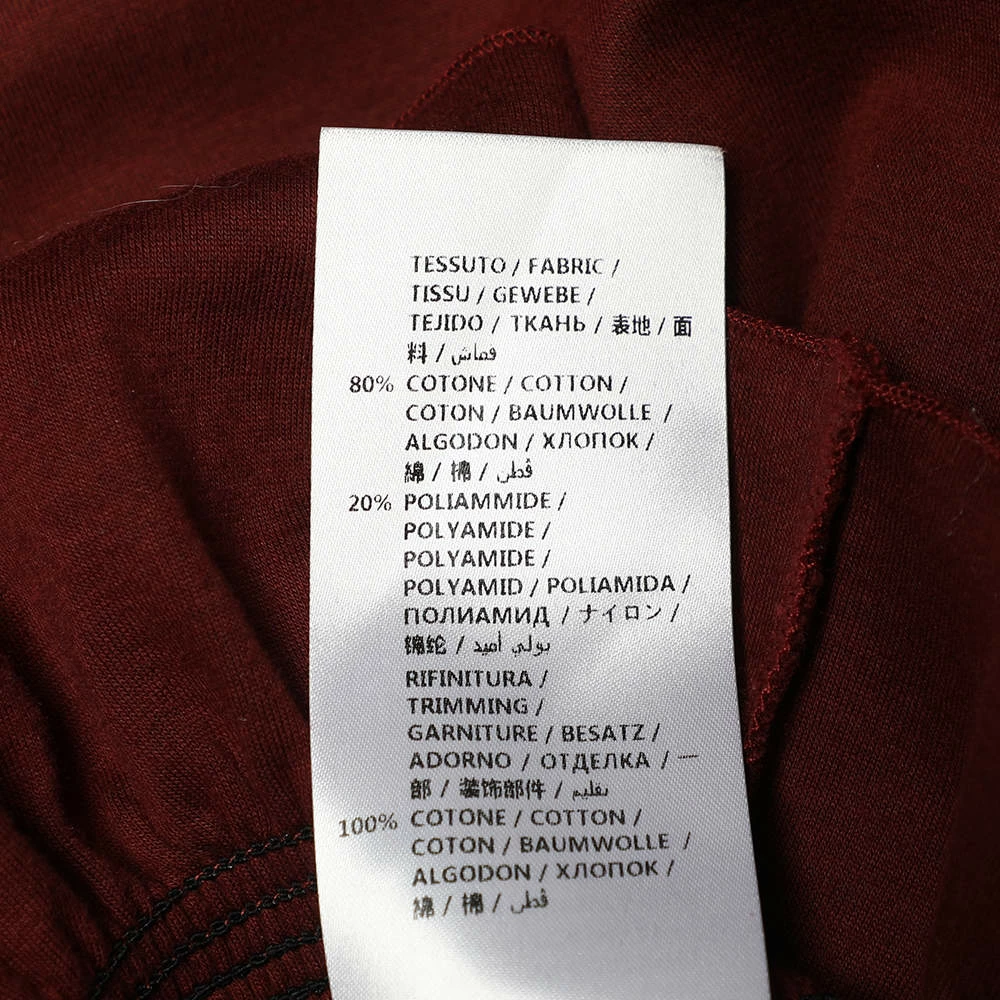 TESSUTO / FABRIC /
TISSU / GEWEBE /
TEJIDO / ТКАНЬ / 表地 / 面
料 / قماش
80% COTONE / COTTON /
COTON / BAUMWOLLE /
ALGODON / ХЛОПОК /
綿 / 棉 / قطن
20% POLIAMMIDE /
POLYAMIDE /
POLYAMIDE /
POLYAMID / POLIAMIDA /
ПОЛИАМИД / ナイロン /
锦纶 / بولي أميد
RIFINITURA /
TRIMMING /
GARNITURE / BESATZ /
ADORNO / ОТДЕЛКА / 一
部 / 装饰部件 / تقليم
100% COTONE / COTTON /
COTON / BAUMWOLLE /
ALGODON / ХЛОПОК /
綿 / 棉 / قطن